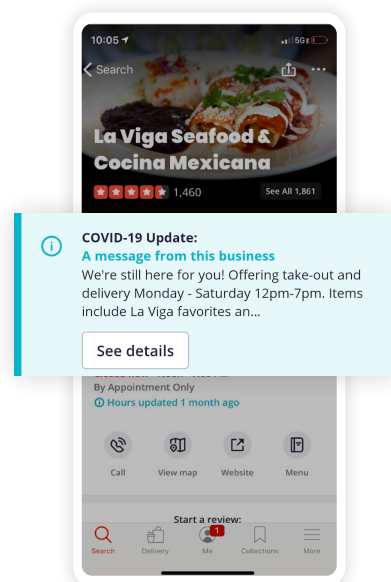 10:05
5GE
Search
La Viga Seafood &
Cocina Mexicana
1,460
See All 1,861
COVID-19 Update:
A message from this business
We're still here for you! Offering take-out and
delivery Monday - Saturday 12pm-7pm. Items
include La Viga favorites an...
See details
By Appointment Only
Hours updated 1 month ago
Call
View map
Website
Menu
Start a review:
1
Search
Delivery
Me
Collections
More